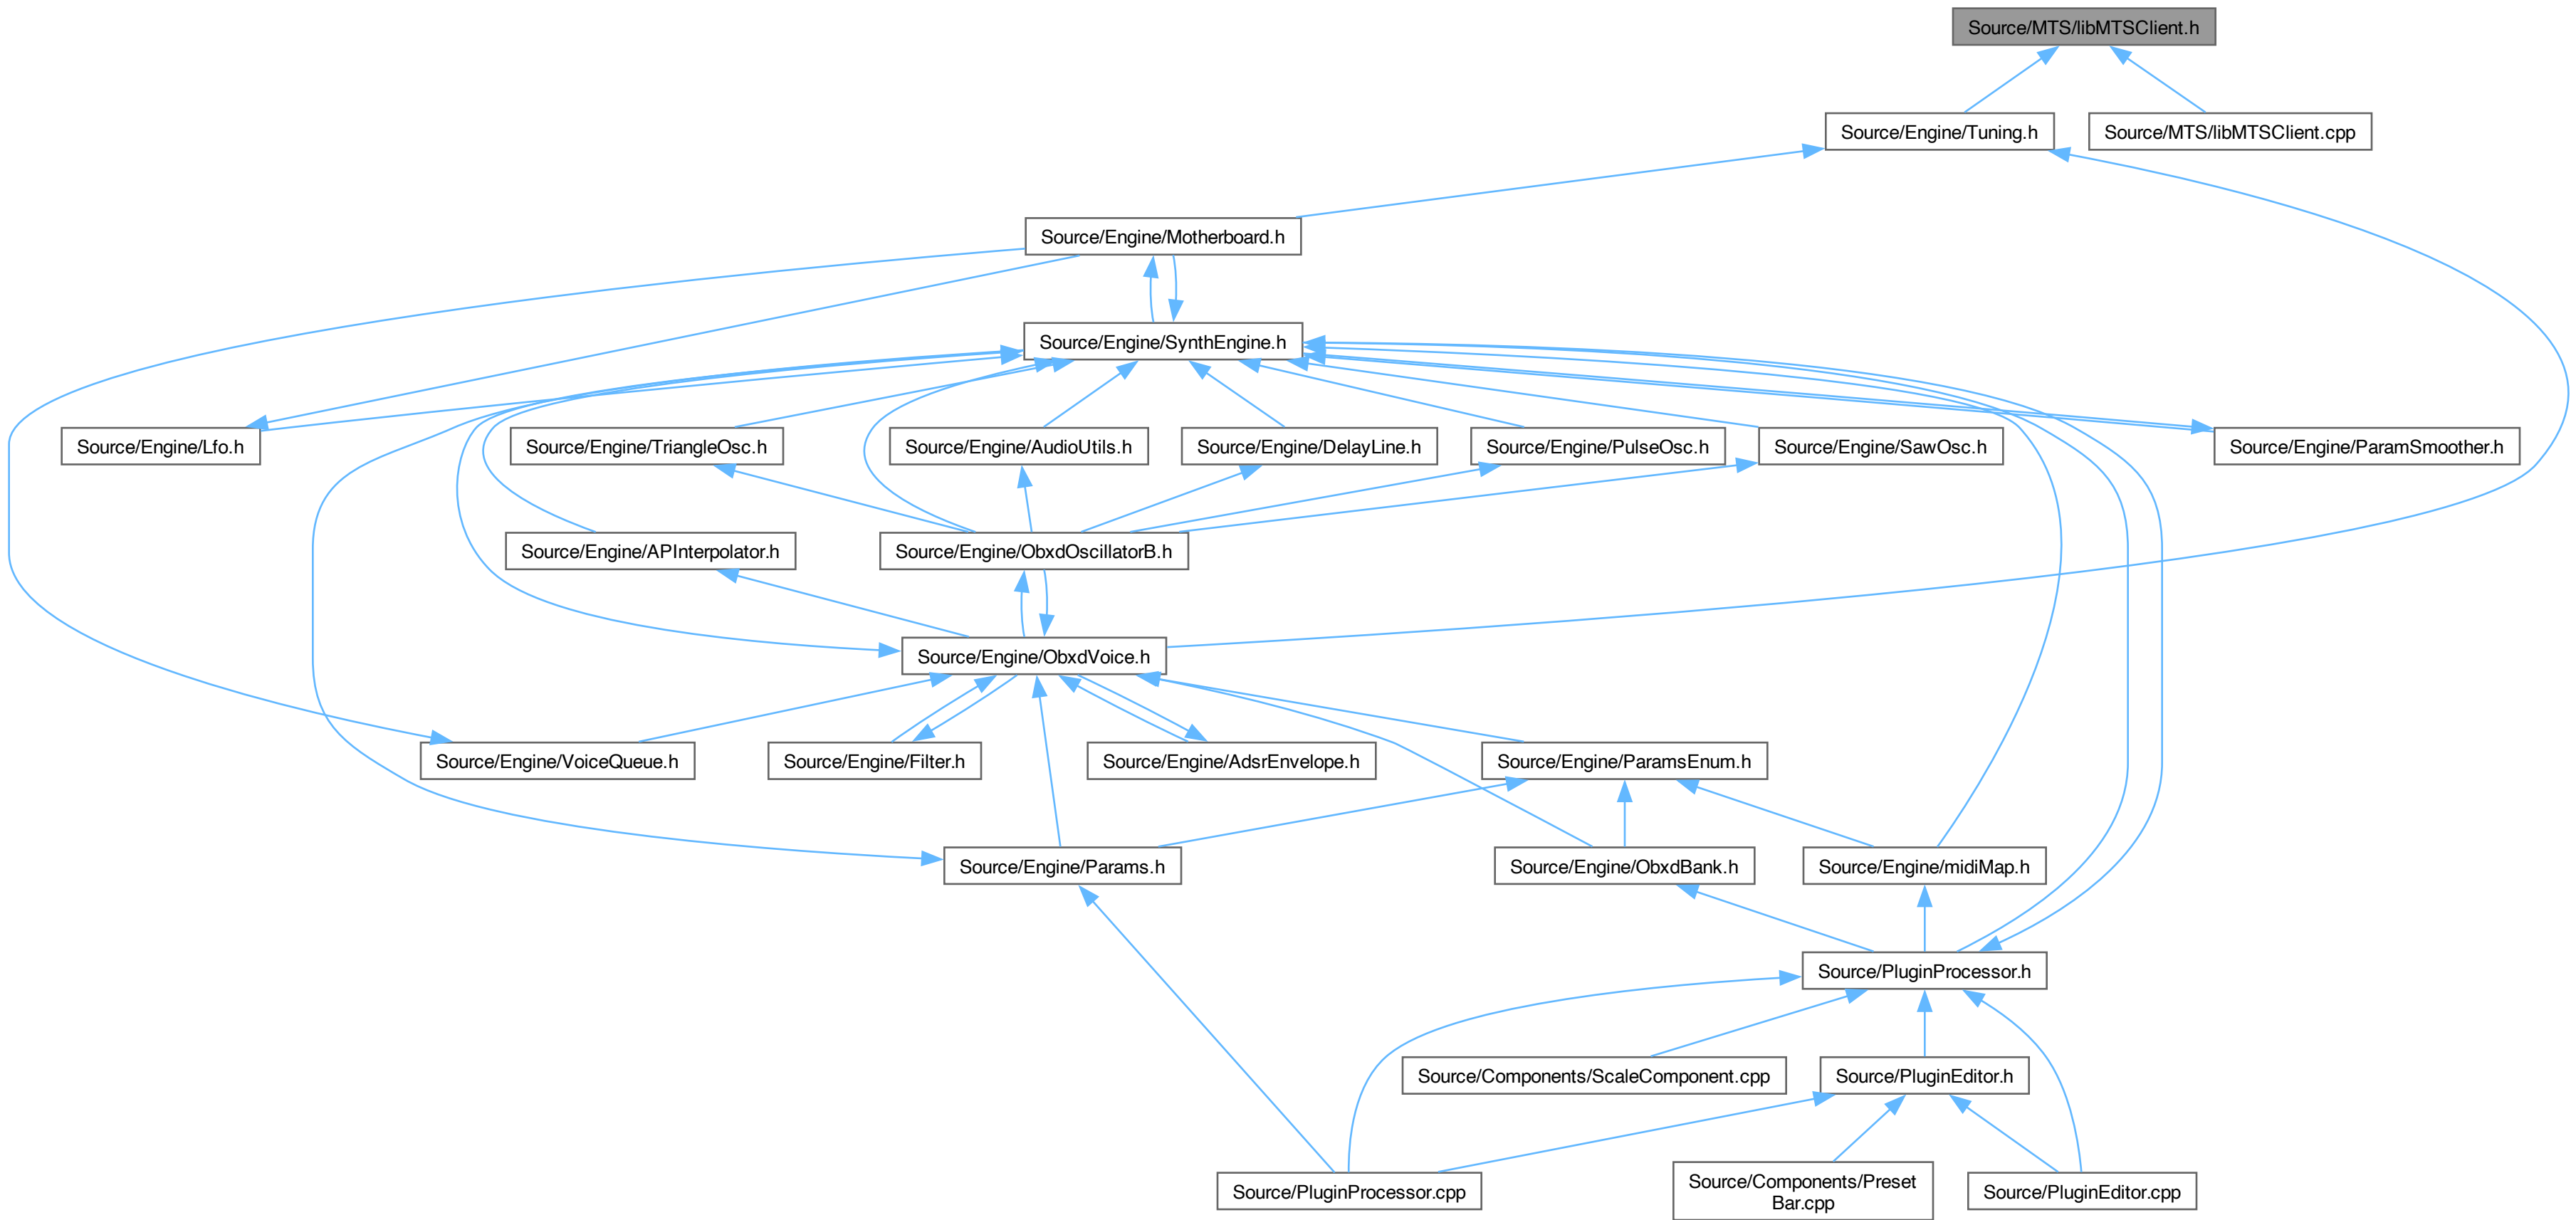 Source/MTS/libMTSClient.h
Source/Engine/Tuning.h
Source/MTS/libMTSClient.cpp
Source/Engine/Motherboard.h
Source/Engine/SynthEngine.h
Source/Engine/Lfo.h
Source/Engine/TriangleOsc.h
Source/Engine/AudioUtils.h
Source/Engine/DelayLine.h
Source/Engine/PulseOsc.h
Source/Engine/SawOsc.h
Source/Engine/ParamSmoother.h
Source/Engine/APInterpolator.h
Source/Engine/ObxdOscillatorB.h
Source/Engine/ObxdVoice.h
Source/Engine/VoiceQueue.h
Source/Engine/Filter.h
Source/Engine/AdsrEnvelope.h
Source/Engine/ParamsEnum.h
Source/Engine/Params.h
Source/Engine/ObxdBank.h
Source/Engine/midiMap.h
Source/PluginProcessor.h
Source/Components/ScaleComponent.cpp
Source/PluginEditor.h
Source/PluginProcessor.cpp
Source/Components/Preset
Bar.cpp
Source/PluginEditor.cpp